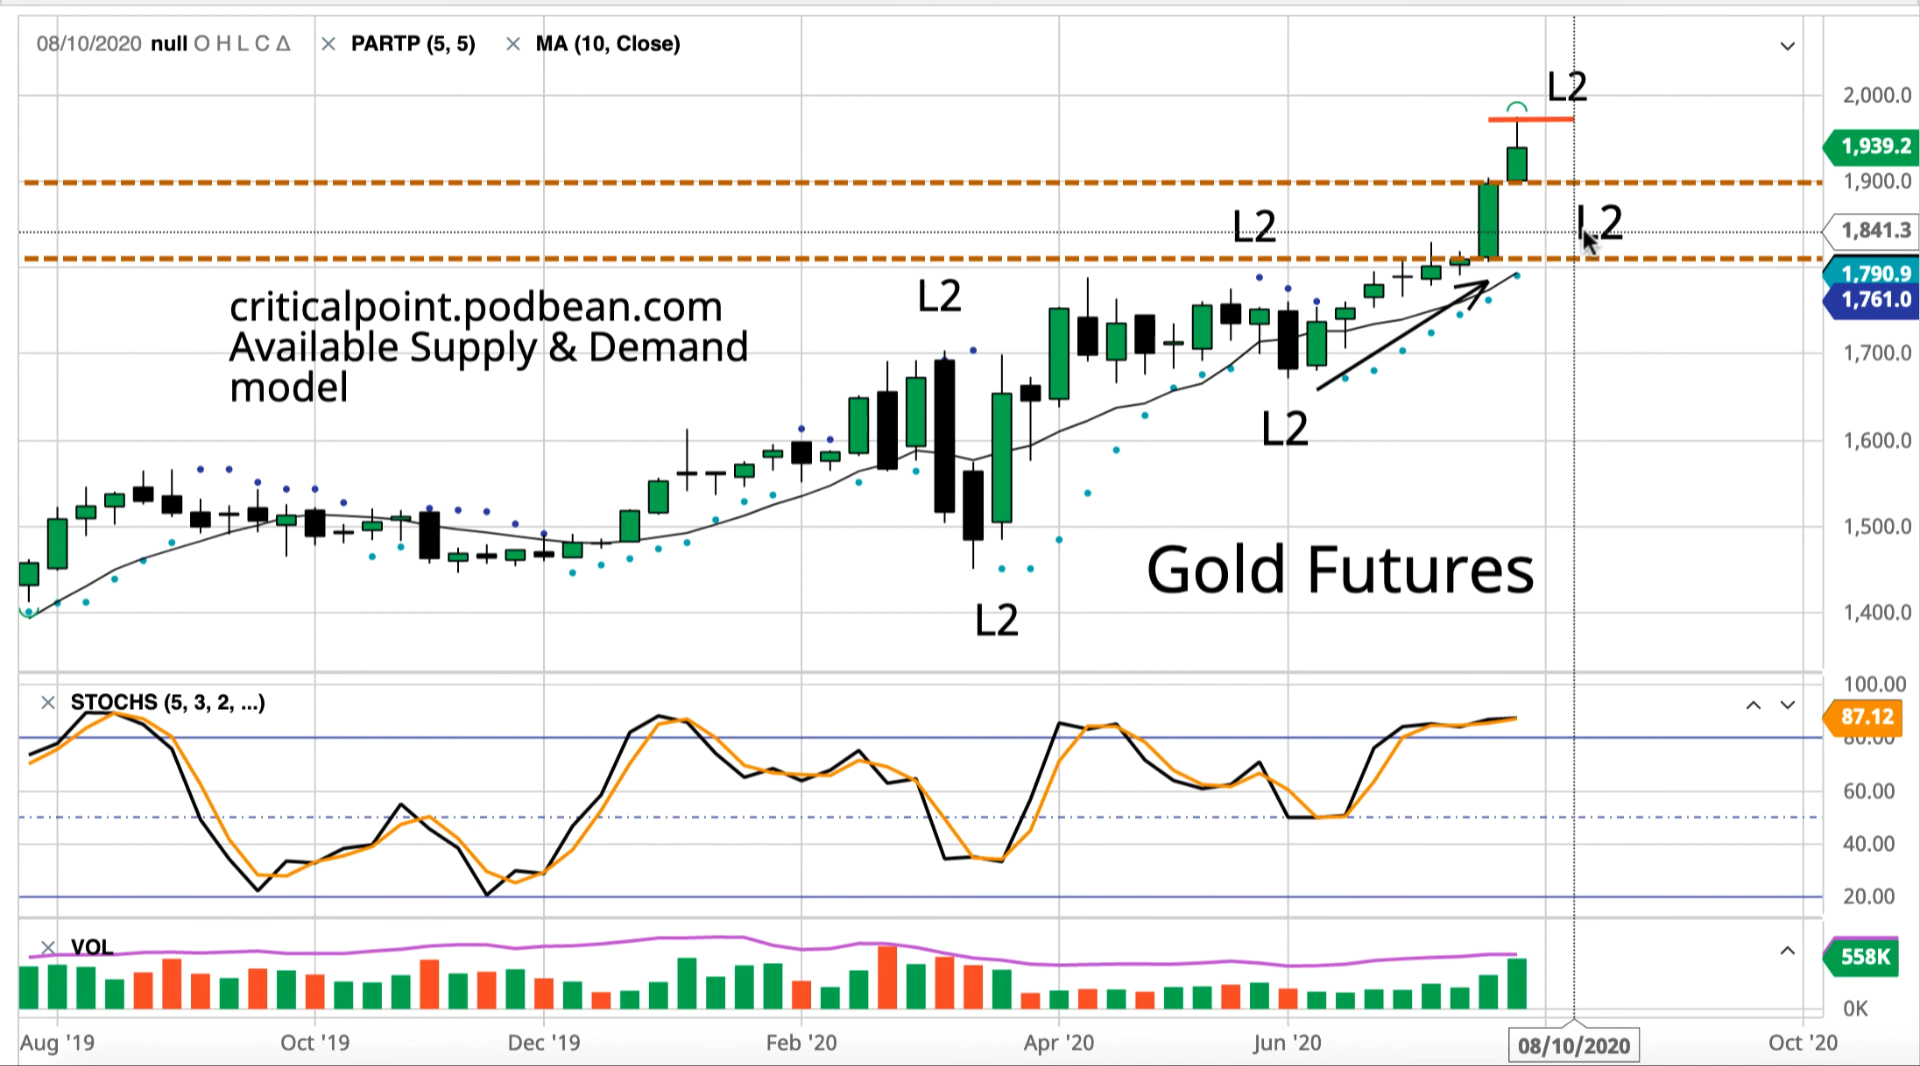 08/10/2020 null O H L C Δ × PARTP (5, 5) × MA (10, Close)
L2
2,000.0
1,939.2
1,900.0
L2
L2
1,841.3
1,790.9
1,761.0
L2
criticalpoint.podbean.com
Available Supply & Demand
model
1,700.0
L2
1,600.0
1,500.0
Gold Futures
L2
1,400.0
× STOCHS (5, 3, 2, ...)
100.00
87.12
80.00
60.00
40.00
20.00
× VOL
558K
0K
Aug '19 Oct '19 Dec '19 Feb '20 Apr '20 Jun '20 08/10/2020 Oct '20